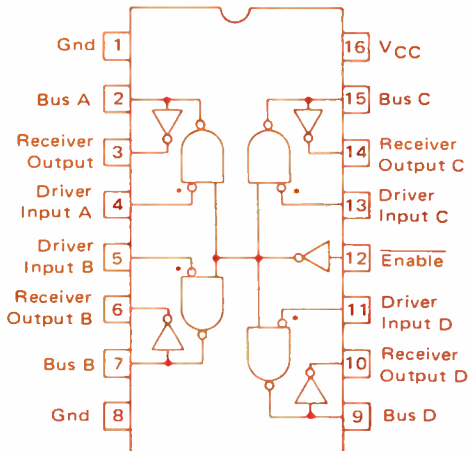 Gnd 1
16 VCC
Bus A 2
15 Bus C
Receiver
Output 3
14 Receiver
Output C
Driver
Input A 4
13 Driver
Input C
Driver
Input B 5
12 Enable
Receiver
Output B 6
11 Driver
Input D
Bus B 7
10 Receiver
Output D
Gnd 8
9 Bus D